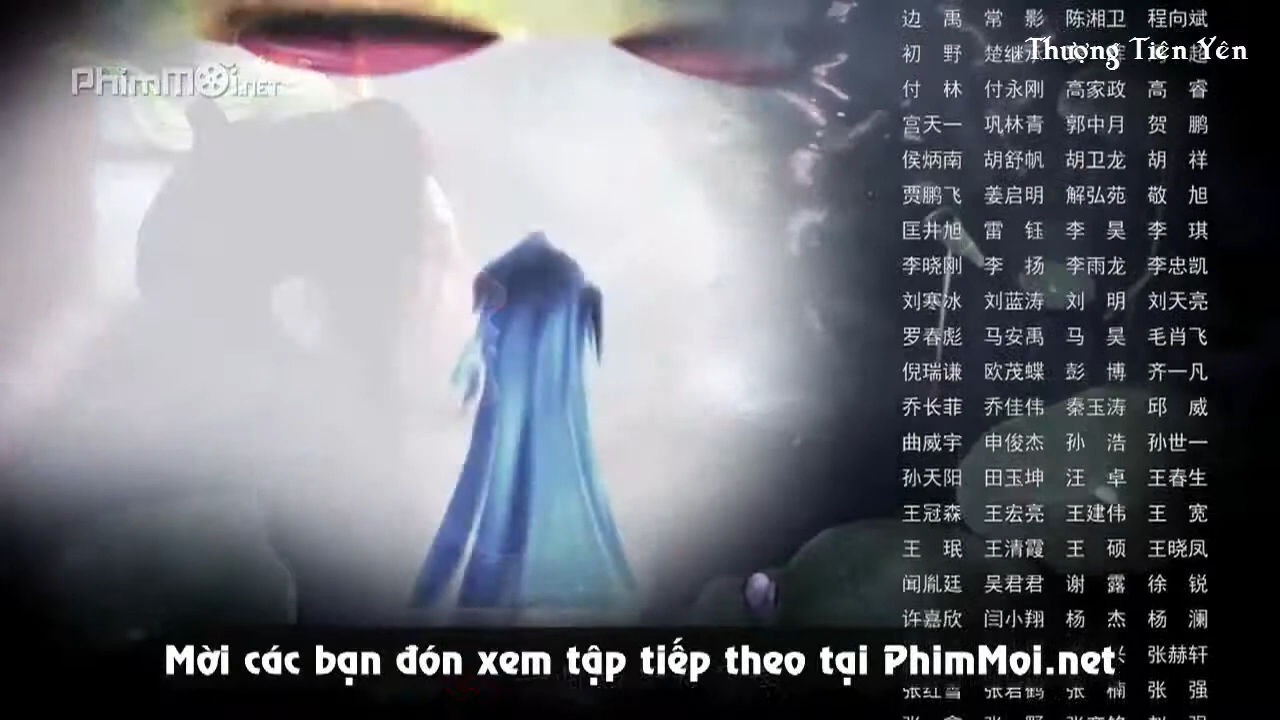 PhimMoi.NET
Thượng Tiên Yên
边禹 常影 陈湘卫 程向斌
初野 楚继
付林 付永刚 高家政 高睿
宫天一 巩林青 郭中月 贺鹏
侯炳南 胡舒帆 胡卫龙 胡祥
贾鹏飞 姜启明 解弘苑 敬旭
匡井旭 雷钰 李昊 李琪
李晓刚 李扬 李雨龙 李忠凯
刘寒冰 刘蓝涛 刘明 刘天亮
罗春彪 马安禹 马昊 毛肖飞
倪瑞谦 欧茂蝶 彭博 齐一凡
乔长菲 乔佳伟 秦玉涛 邱威
曲威宇 申俊杰 孙浩 孙世一
孙天阳 田玉坤 汪卓 王春生
王冠森 王宏亮 王建伟 王宽
王珉 王清霞 王硕 王晓凤
闻胤廷 吴君君 谢露 徐锐
许嘉欣 闫小翔 杨杰 杨澜
张赫轩
Mời các bạn đón xem tập tiếp theo tại PhimMoi.net
张红雪 张君鹤 张楠 张强